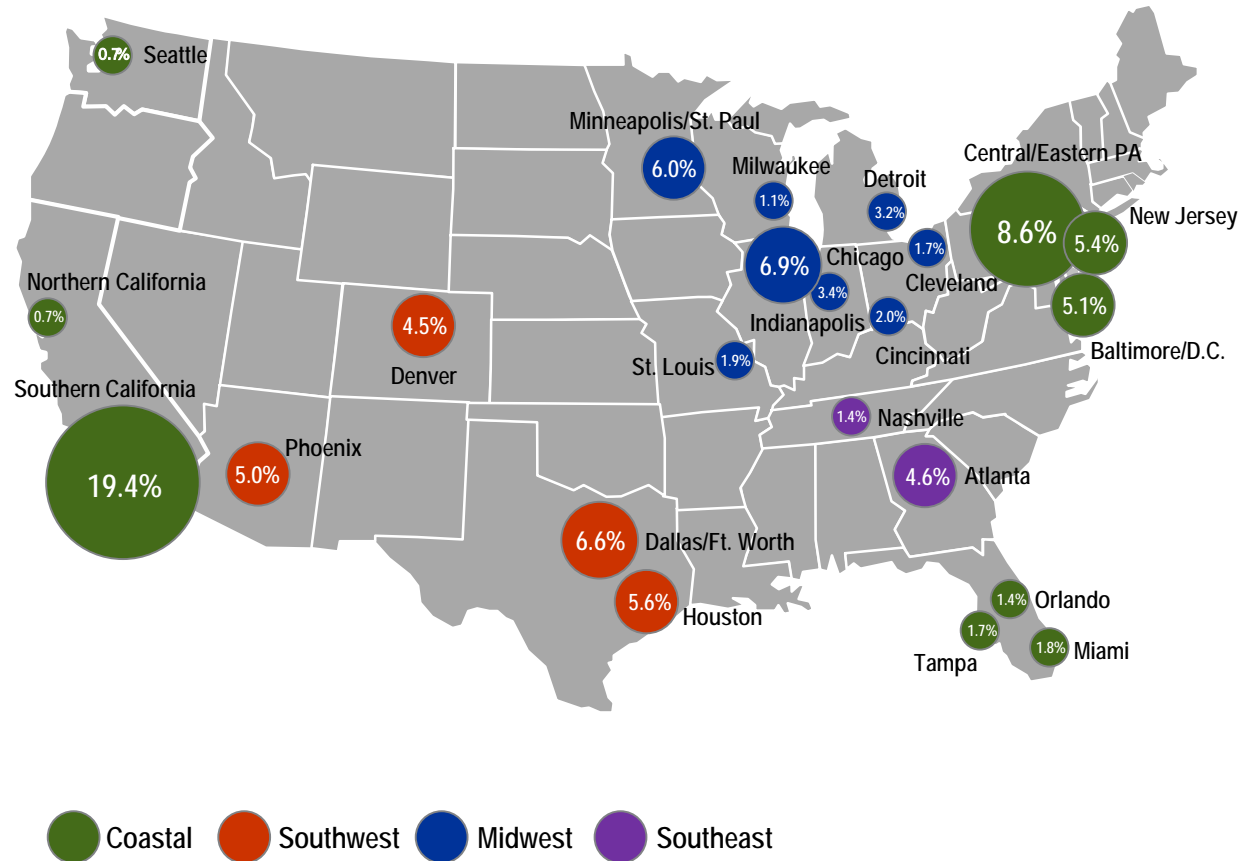 0.7% Seattle
Minneapolis/St. Paul
6.0%
Milwaukee
1.1%
Detroit
3.2%
Central/Eastern PA
8.6%
New Jersey
5.4%
1.7%
Cleveland
Chicago
6.9%
3.4%
Indianapolis
2.0%
Cincinnati
5.1%
Baltimore/D.C.
Northern California
0.7%
4.5%
Denver
St. Louis 1.9%
Southern California
19.4%
Phoenix
5.0%
1.4% Nashville
4.6% Atlanta
6.6% Dallas/Ft. Worth
5.6%
Houston
1.4% Orlando
1.7%
Tampa
1.8% Miami
Coastal Southwest Midwest Southeast